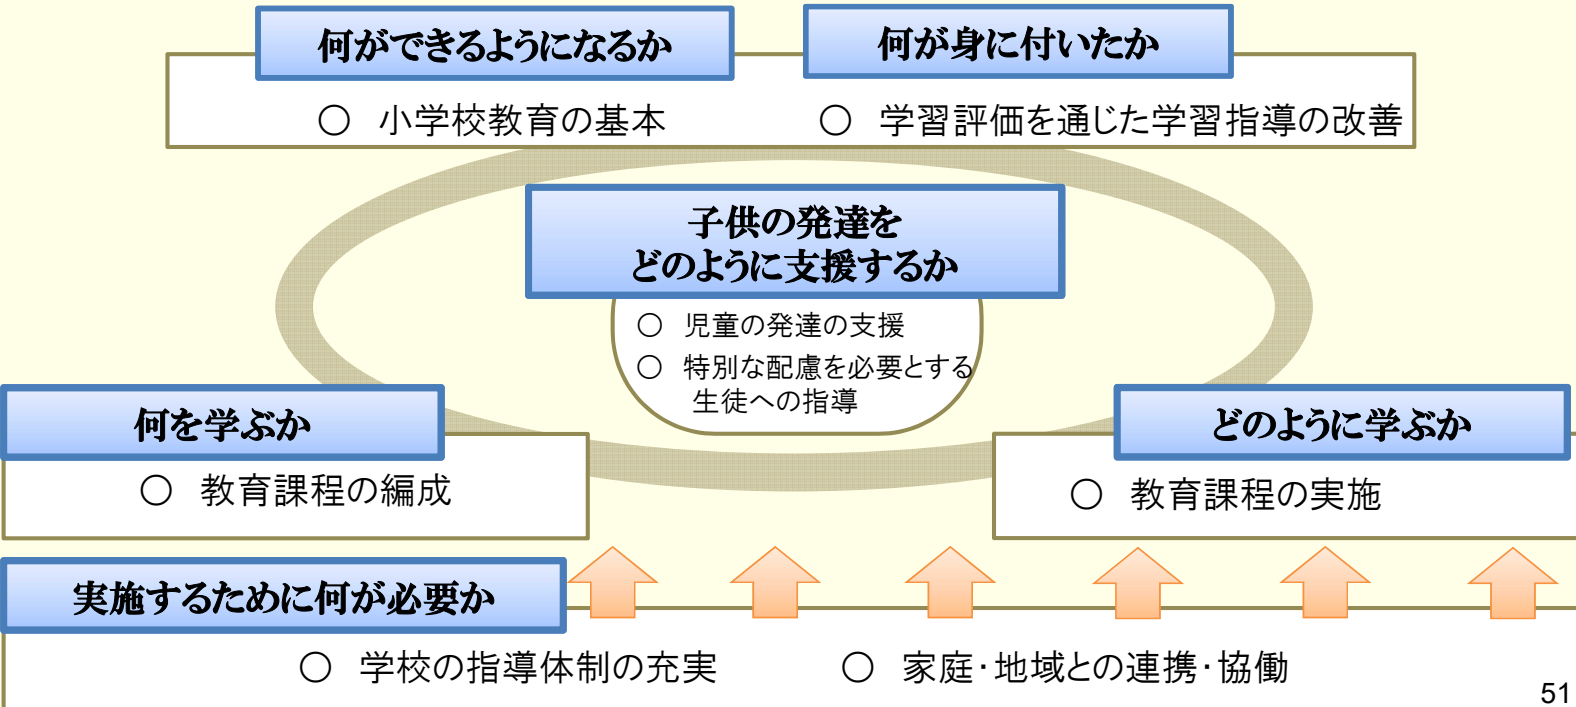 何ができるようになるか
何が身に付いたか
○ 小学校教育の基本
○ 学習評価を通じた学習指導の改善
子供の発達を
どのように支援するか
○ 児童の発達の支援
○ 特別な配慮を必要とする
生徒への指導
何を学ぶか
○ 教育課程の編成
どのように学ぶか
○ 教育課程の実施
実施するために何が必要か
○ 学校の指導体制の充実
○ 家庭・地域との連携・協働
51